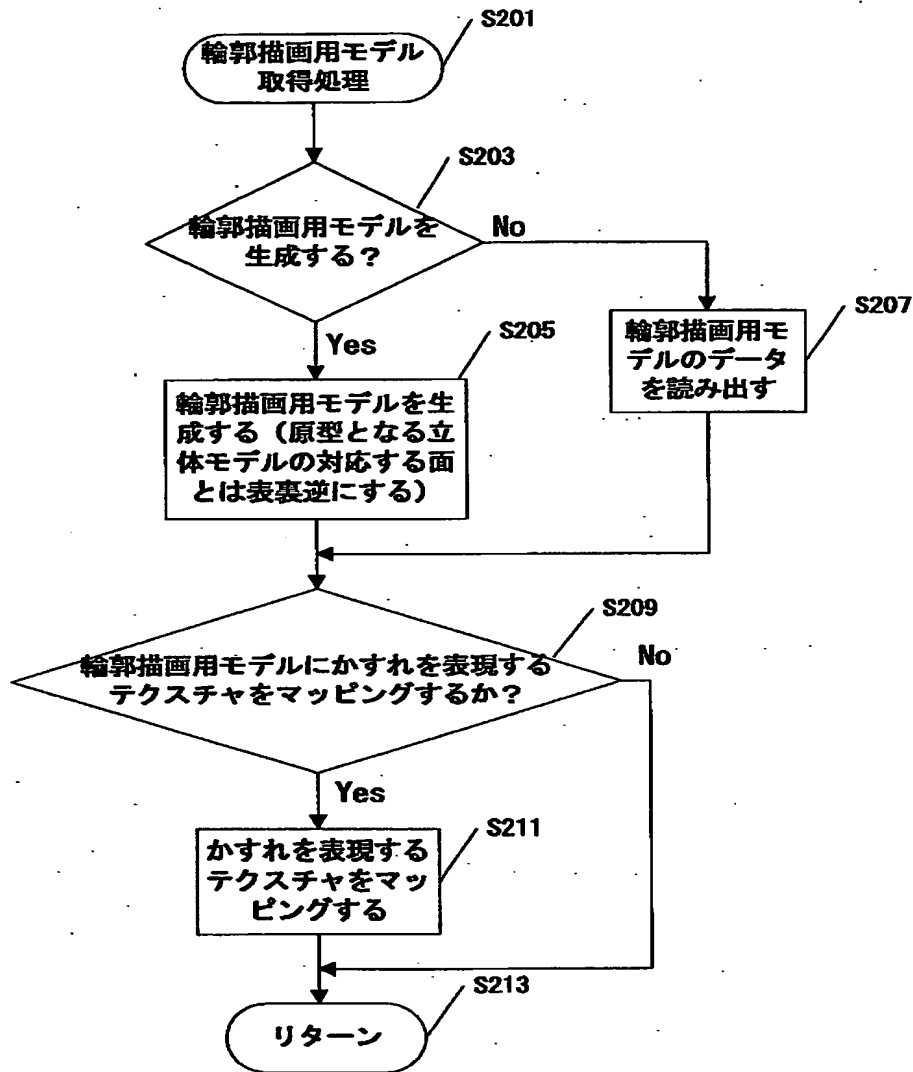 S201
輪郭描画用モデル
取得処理
S203
輪郭描画用モデルを
生成する?
No
Yes
S205
輪郭描画用モデルを生
成する(原型となる立
体モデルの対応する面
とは表裏逆にする)
S207
輪郭描画用モ
デルのデータ
を読み出す
S209
輪郭描画用モデルにかすれを表現する
テクスチャをマッピングするか?
No
Yes
S211
かすれを表現する
テクスチャをマッ
ピングする
S213
リターン